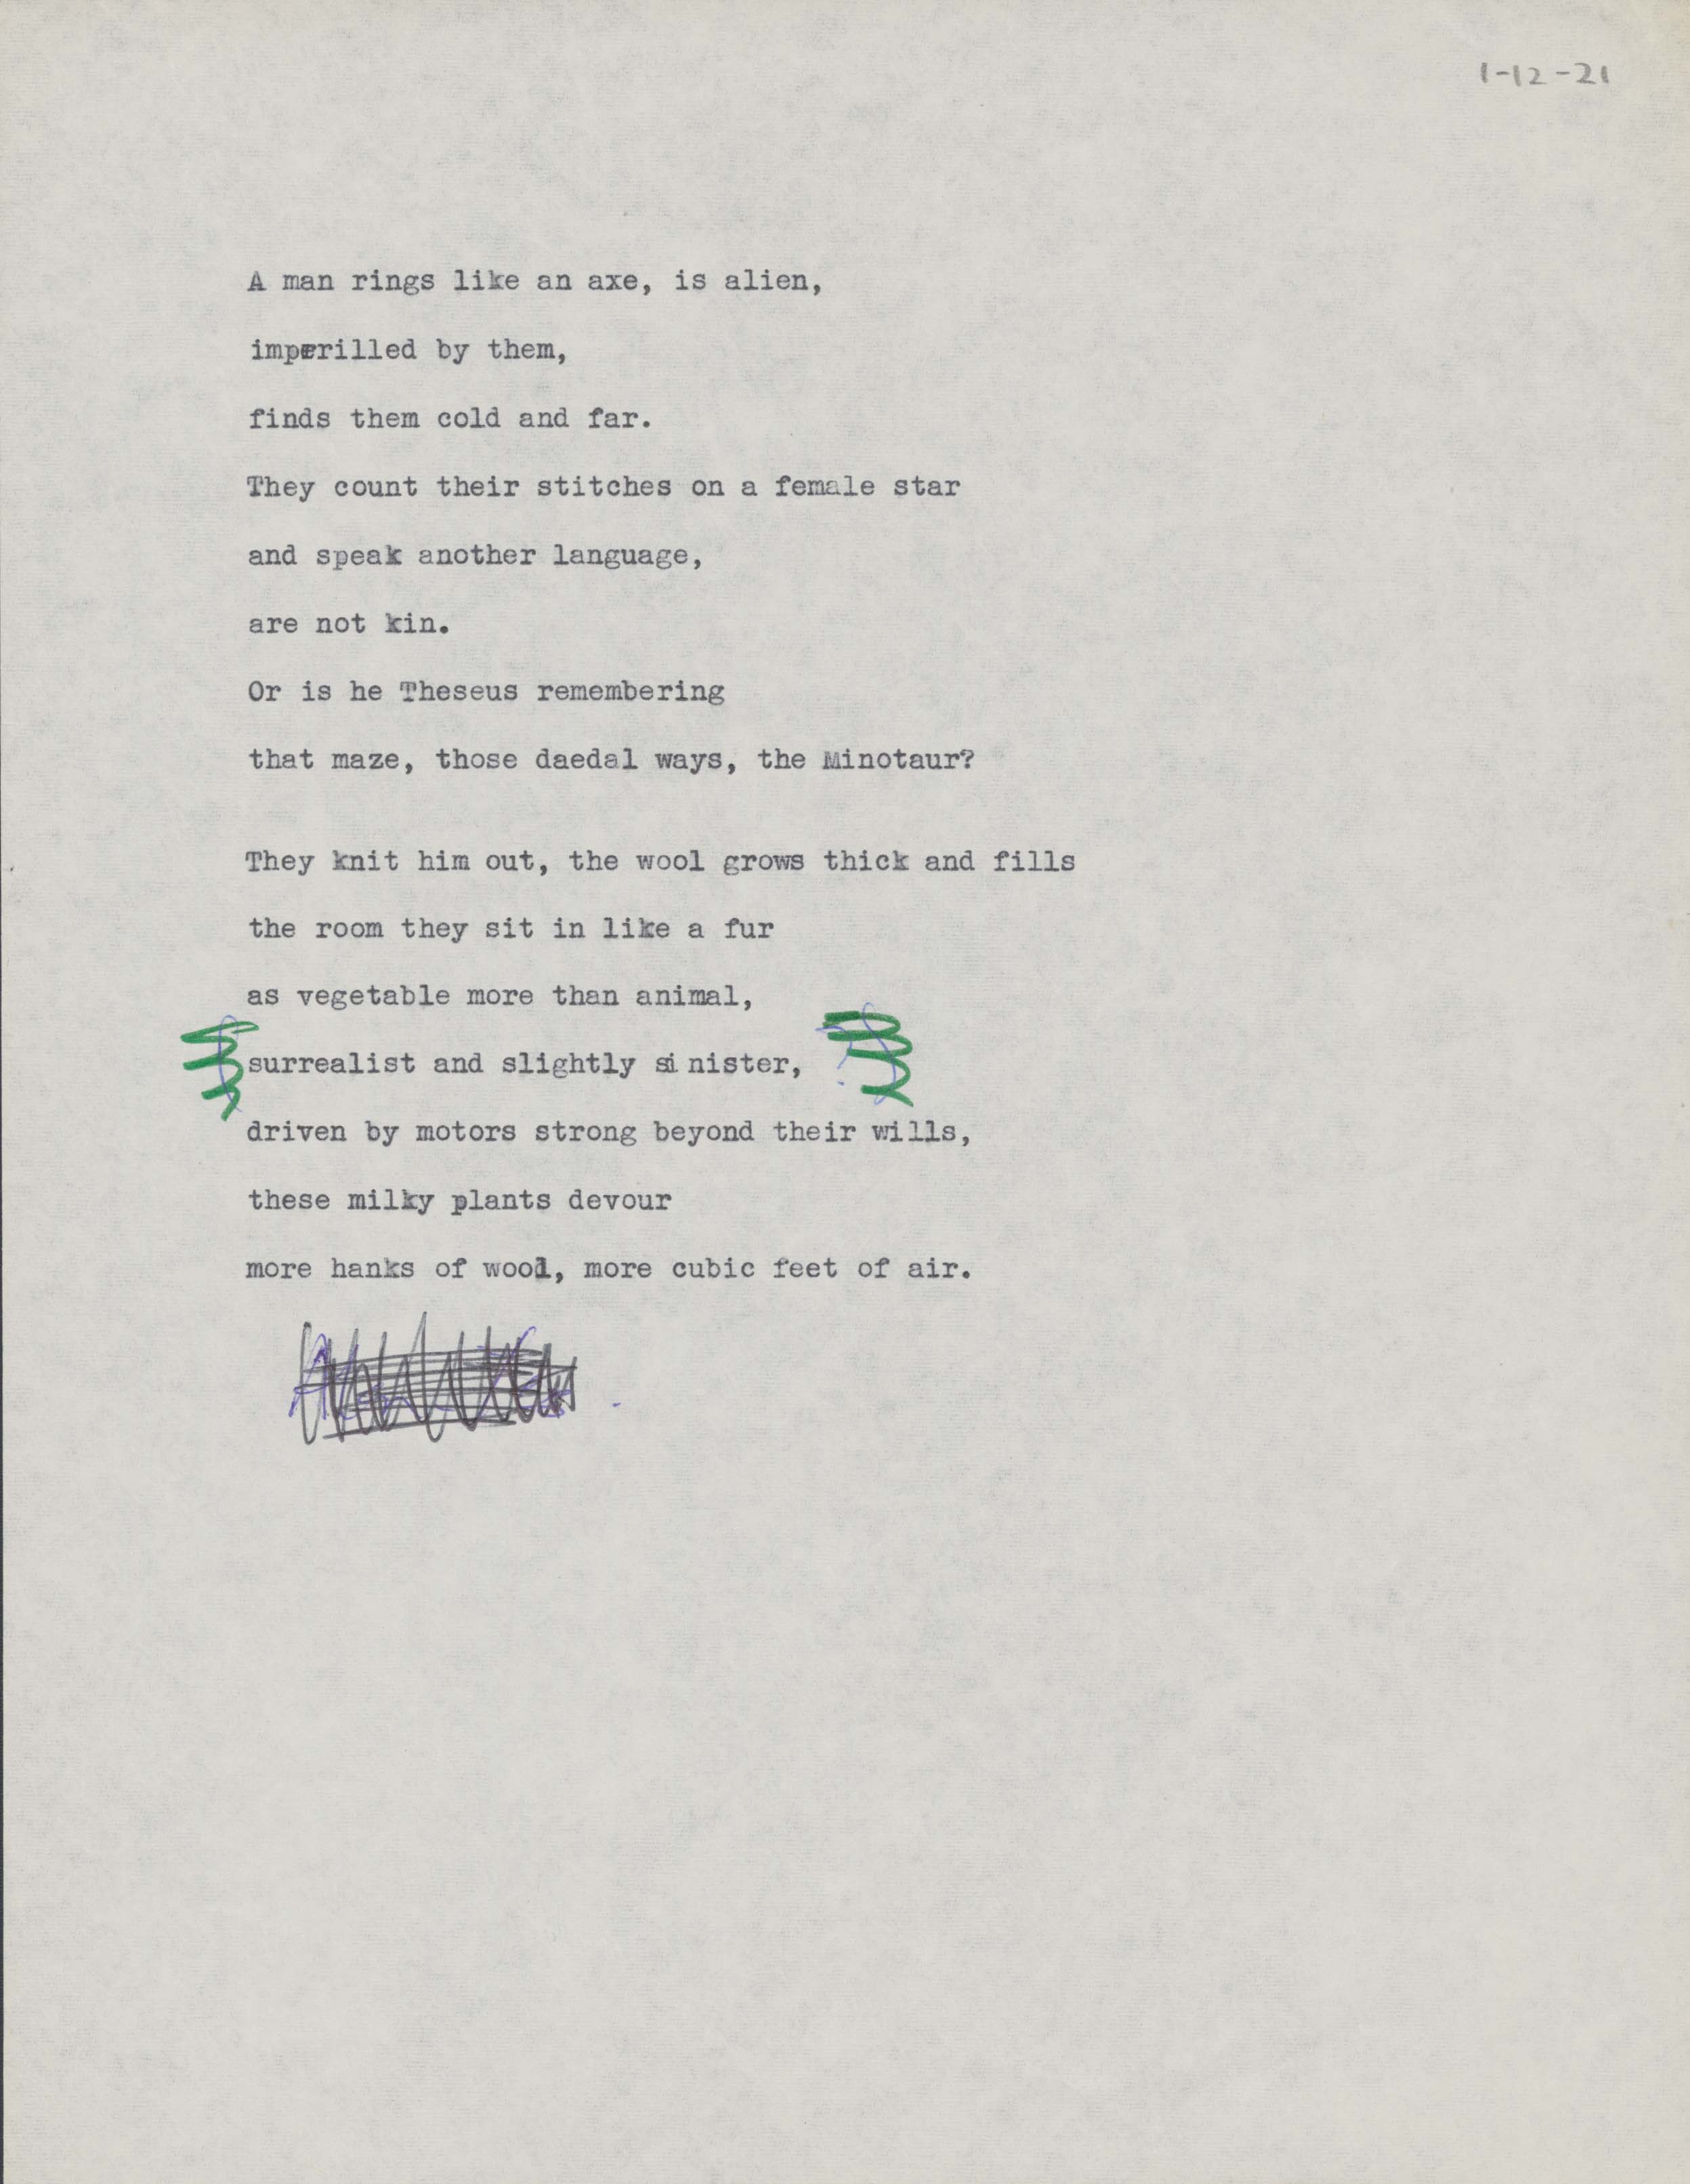 1-12-21
A man rings like an axe, is alien,
imperilled by them,
finds them cold and far.
They count their stitches on a female star
and speak another language,
are not kin.
Or is he Theseus remembering
that maze, those daedal ways, the Minotaur?
They knit him out, the wool grows thick and fills
the room they sit in like a fur
as vegetable more than animal,
surrealist and slightly si nister, ?
driven by motors strong beyond their wills,
these milky plants devour
more hanks of wool, more cubic feet of air.